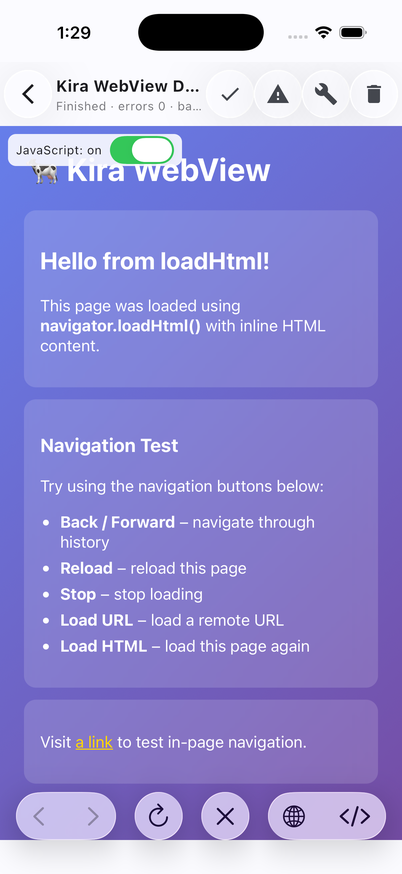 1:29
Kira WebView D...
Finished · errors 0 · ba...
JavaScript: on
Kira WebView
Hello from loadHtml!
This page was loaded using
navigator.loadHtml() with inline HTML
content.
Navigation Test
Try using the navigation buttons below:
• Back / Forward – navigate through
history
• Reload – reload this page
• Stop – stop loading
• Load URL – load a remote URL
• Load HTML – load this page again
Visit a link to test in-page navigation.